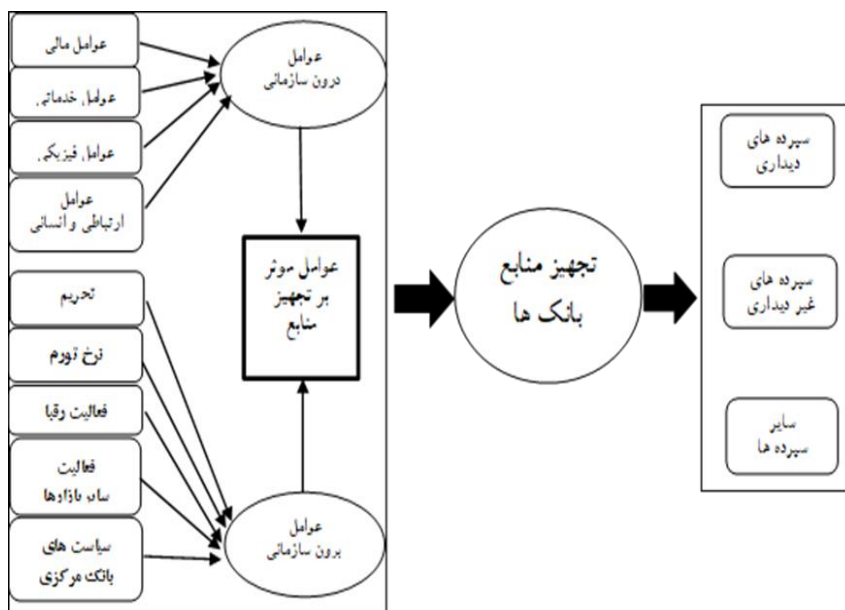 عوامل مالی
عوامل خدماتی
عوامل فیزیکی
عوامل
ارتباطی و انسانی
عوامل
درون سازمانی
تحریم
نرخ تورم
فعالیت رقبا
فعالیت
سایر بازارها
سیاست های
بانک مرکزی
عوامل
برون سازمانی
عوامل موثر
بر تجهیز
منابع
تجهیز منابع
بانک ها
سپرده های
دیداری
سپرده های
غیر دیداری
سایر
سپرده ها